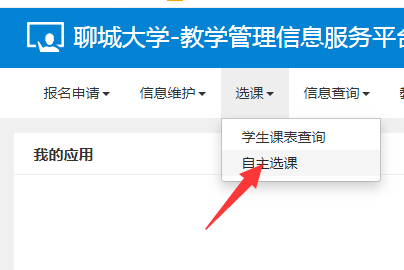 聊城大学-教学管理信息服务平台
报名申请 信息维护 选课 信息查询
学生课表查询
自主选课
我的应用